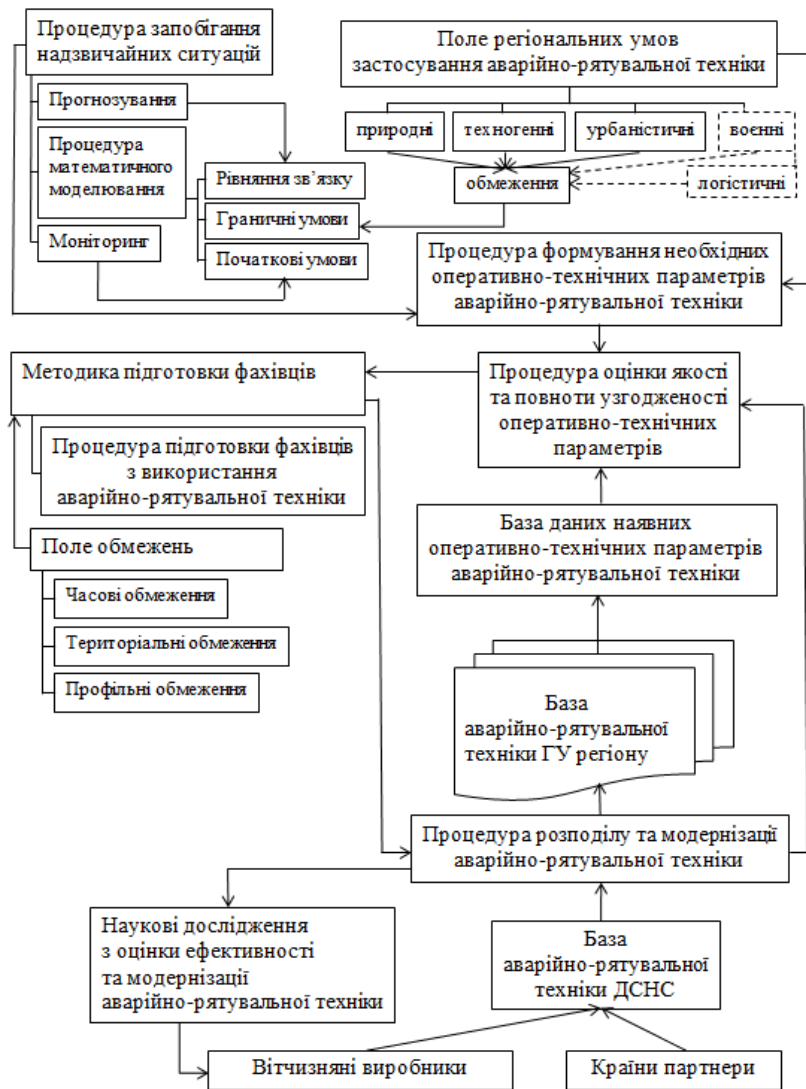 Процедура запобігання
надзвичайних ситуацій
Прогнозування
Процедура
математичного
моделювання
Моніторинг
Рівняння зв’язку
Граничні умови
Початкові умови
Поле регіональних умов
застосування аварійно-рятувальної техніки
природні
техногенні
урбаністичні
воєнні
обмеження
логістичні
Процедура формування необхідних
оперативно-технічних параметрів
аварійно-рятувальної техніки
Методика підготовки фахівців
Процедура підготовки фахівців
з використання
аварійно-рятувальної техніки
Процедура оцінки якості
та повноти узгодженості
оперативно-технічних
параметрів
Поле обмежень
Часові обмеження
Територіальні обмеження
Профільні обмеження
База даних наявних
оперативно-технічних параметрів
аварійно-рятувальної техніки
База
аварійно-рятувальної
техніки ГУ регіону
Процедура розподілу та модернізації
аварійно-рятувальної техніки
Наукові дослідження
з оцінки ефективності
та модернізації
аварійно-рятувальної техніки
База
аварійно-рятувальної
техніки ДСНС
Вітчизняні виробники
Країни партнери